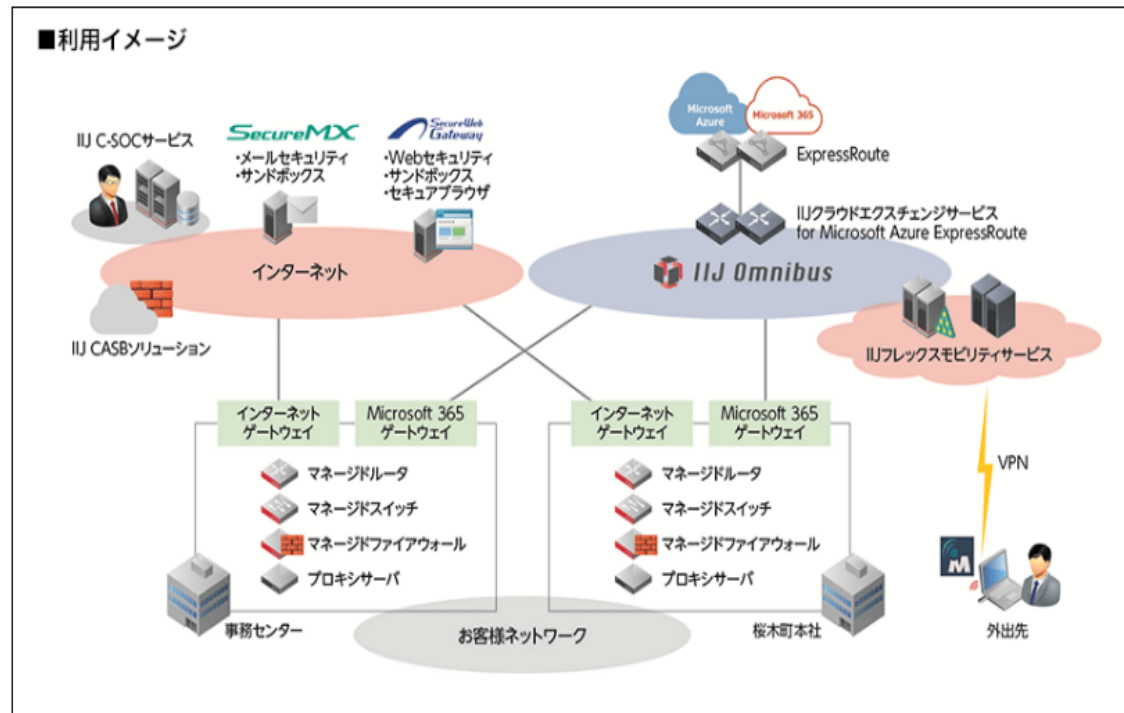 ■利用イメージ
IIJ C-SOCサービス
SecureMX
・メールセキュリティ
・サンドボックス
SecureWeb
Gateway
・Webセキュリティ
・サンドボックス
・セキュアブラウザ
Microsoft
Azure
Microsoft 365
ExpressRoute
IIJクラウドエクスチェンジサービス
for Microsoft Azure ExpressRoute
インターネット
IIJ Omnibus
IIJ CASBソリューション
IIJフレックスモビリティサービス
インターネット
ゲートウェイ
Microsoft 365
ゲートウェイ
マネージドルータ
マネージドスイッチ
マネージドファイアウォール
プロキシサーバ
事務センター
インターネット
ゲートウェイ
Microsoft 365
ゲートウェイ
マネージドルータ
マネージドスイッチ
マネージドファイアウォール
プロキシサーバ
桜木町本社
お客様ネットワーク
VPN
M
外出先